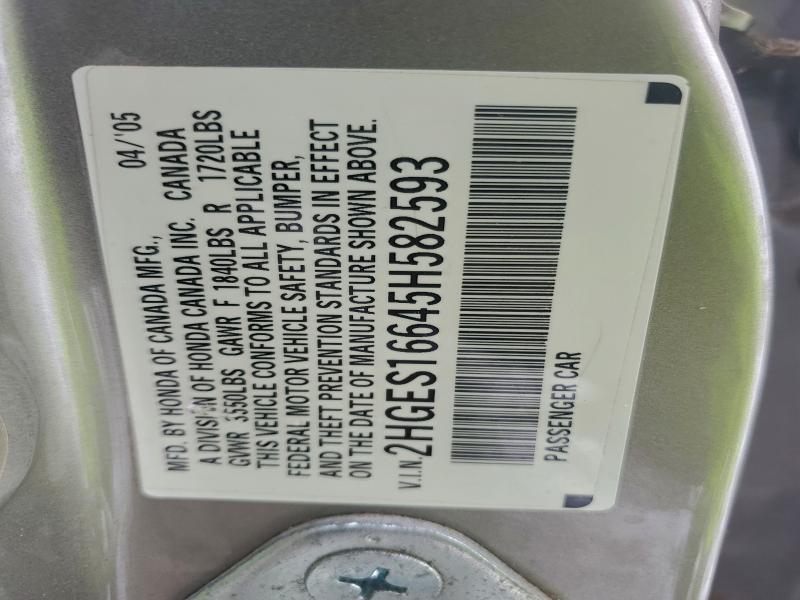 MFD. BY HONDA OF CANADA MFG., 04/'05
A DIVISION OF HONDA CANADA INC. CANADA
GVWR 3550LBS GAWR F 1840LBS R 1720LBS
THIS VEHICLE CONFORMS TO ALL APPLICABLE
FEDERAL MOTOR VEHICLE SAFETY, BUMPER,
AND THEFT PREVENTION STANDARDS IN EFFECT
ON THE DATE OF MANUFACTURE SHOWN ABOVE.
V.I.N. 2HGES16645H582593
PASSENGER CAR